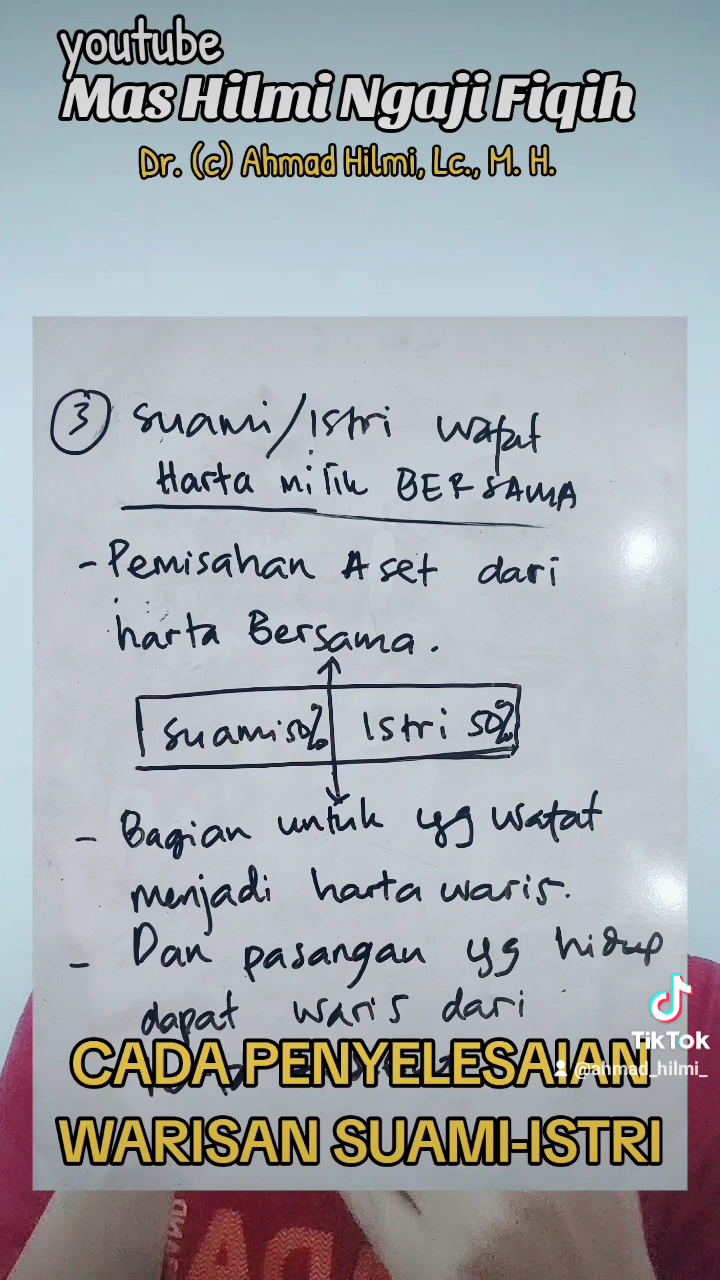 youtube
Mas Hilmi Ngaji Fiqih
Dr. (c) Ahmad Hilmi, Lc., M. H.
3 Suami/Istri wafat
Harta milik BERSAMA
- Pemisahan Aset dari
harta Bersama.
Suami 50% Istri 50%
- Bagian untuk yg wafat
menjadi harta waris.
- Dan pasangan yg hidup
dapat waris dari
TikTok
@ahmad_hilmi_
CADA PENYELESAIAN
WARISAN SUAMI-ISTRI